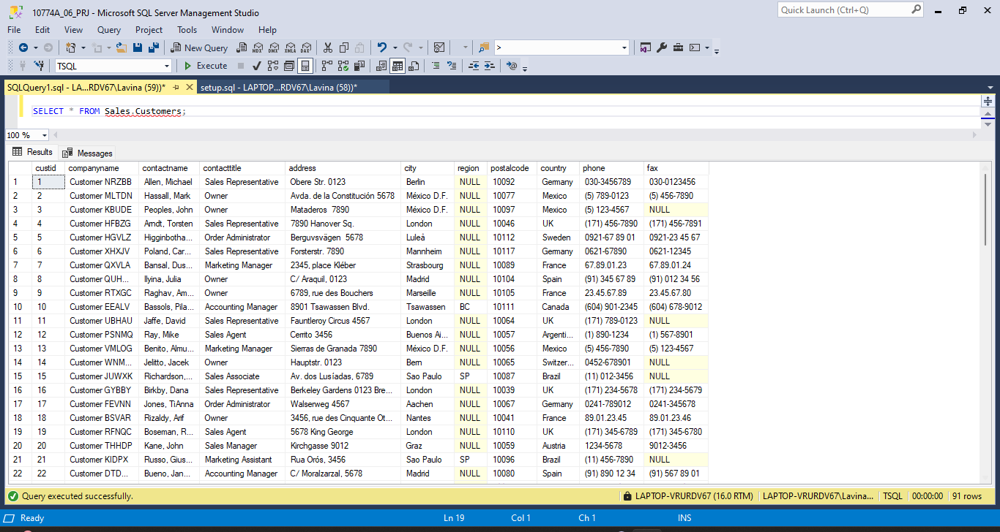 10774A_06_PRJ - Microsoft SQL Server Management Studio
Quick Launch (Ctrl+Q)
File Edit View Query Project Tools Window Help
New Query MDX DMX XMLA DAX >
TSQL Execute
SQLQuery1.sql - LA...RDV67\Lavina (59))* setup.sql - LAPTOP...RDV67\Lavina (58))*
SELECT * FROM Sales.Customers;
100 %
Results Messages
custid companyname contactname contacttitle address city region postalcode country phone fax
1 1 Customer NRZBB Allen, Michael Sales Representative Obere Str. 0123 Berlin NULL 10092 Germany 030-3456789 030-0123456
2 2 Customer MLTDN Hassall, Mark Owner Avda. de la Constitución 5678 México D.F. NULL 10077 Mexico (5) 789-0123 (5) 456-7890
3 3 Customer KBUDE Peoples, John Owner Mataderos 7890 México D.F. NULL 10097 Mexico (5) 123-4567 NULL
4 4 Customer HFBZG Arndt, Torsten Sales Representative 7890 Hanover Sq. London NULL 10046 UK (171) 456-7890 (171) 456-7891
5 5 Customer HGVLZ Higginbotha... Order Administrator Berguvsvägen 5678 Luleå NULL 10112 Sweden 0921-67 89 01 0921-23 45 67
6 6 Customer XHXJV Poland, Car... Sales Representative Forsterstr. 7890 Mannheim NULL 10117 Germany 0621-67890 0621-12345
7 7 Customer QXVLA Bansal, Dus... Marketing Manager 2345, place Kléber Strasbourg NULL 10089 France 67.89.01.23 67.89.01.24
8 8 Customer QUH... Ilyina, Julia Owner C/ Araquil, 0123 Madrid NULL 10104 Spain (91) 345 67 89 (91) 012 34 56
9 9 Customer RTXGC Raghav, Am... Owner 6789, rue des Bouchers Marseille NULL 10105 France 23.45.67.89 23.45.67.80
10 10 Customer EEALV Bassols, Pila... Accounting Manager 8901 Tsawassen Blvd. Tsawassen BC 10111 Canada (604) 901-2345 (604) 678-9012
11 11 Customer UBHAU Jaffe, David Sales Representative Fauntleroy Circus 4567 London NULL 10064 UK (171) 789-0123 NULL
12 12 Customer PSNMQ Ray, Mike Sales Agent Cerrito 3456 Buenos Ai... NULL 10057 Argenti... (1) 890-1234 (1) 567-8901
13 13 Customer VMLOG Benito, Almu... Marketing Manager Sierras de Granada 7890 México D.F. NULL 10056 Mexico (5) 456-7890 (5) 123-4567
14 14 Customer WNM... Jelitto, Jacek Owner Hauptstr. 0123 Bern NULL 10065 Switzer... 0452-678901 NULL
15 15 Customer JUWXK Richardson,... Sales Associate Av. dos Lusíadas, 6789 Sao Paulo SP 10087 Brazil (11) 012-3456 NULL
16 16 Customer GYBBY Birkby, Dana Sales Representative Berkeley Gardens 0123 Bre... London NULL 10039 UK (171) 234-5678 (171) 234-5679
17 17 Customer FEVNN Jones, TiAnna Order Administrator Walserweg 4567 Aachen NULL 10067 Germany 0241-789012 0241-345678
18 18 Customer BSVAR Rizaldy, Arif Owner 3456, rue des Cinquante Ot... Nantes NULL 10041 France 89.01.23.45 89.01.23.46
19 19 Customer RFNQC Boseman, R... Sales Agent 5678 King George London NULL 10110 UK (171) 345-6789 (171) 345-6780
20 20 Customer THHDP Kane, John Sales Manager Kirchgasse 9012 Graz NULL 10059 Austria 1234-5678 9012-3456
21 21 Customer KIDPX Russo, Gius... Marketing Assistant Rua Orós, 3456 Sao Paulo SP 10096 Brazil (11) 456-7890 NULL
22 22 Customer DTD... Bueno, Jan... Accounting Manager C/ Moralzarzal, 5678 Madrid NULL 10080 Spain (91) 890 12 34 (91) 567 89 01
Query executed successfully. LAPTOP-VRURDV67 (16.0 RTM) LAPTOP-VRURDV67\Lavina... TSQL 00:00:00 91 rows
Ready Ln 19 Col 1 Ch 1 INS